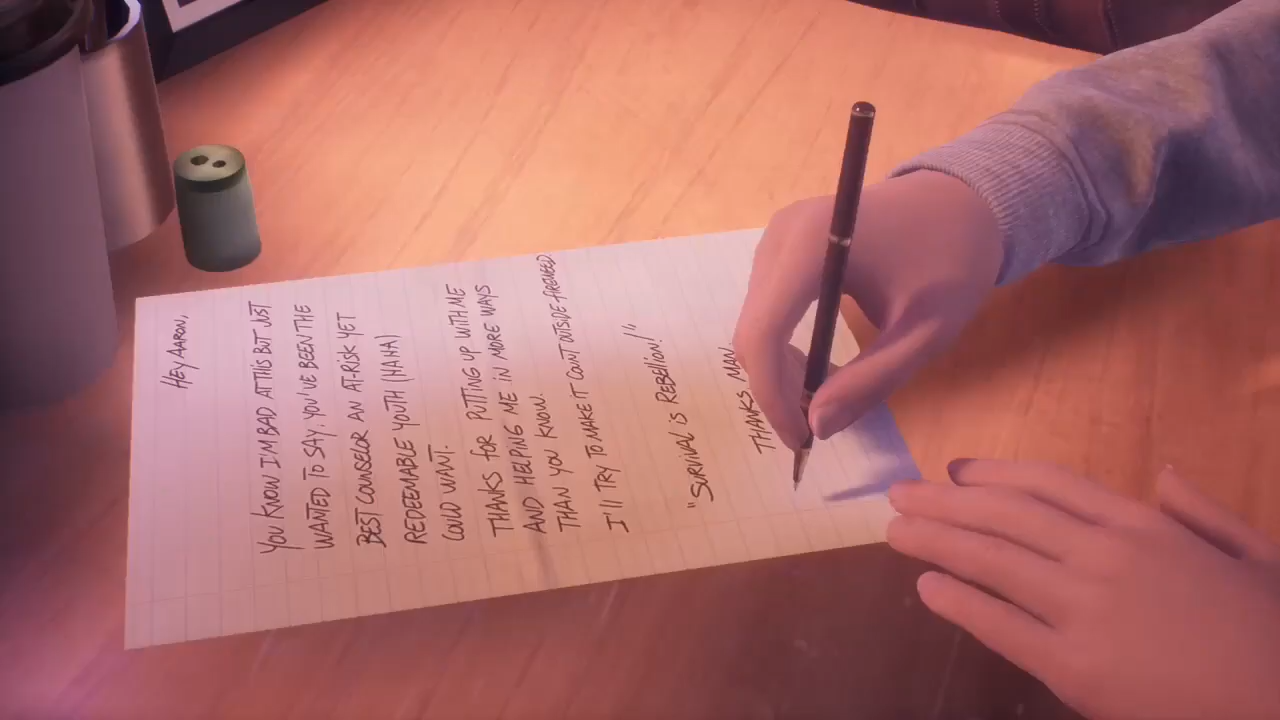 HEY AARON,
YOU KNOW I'M BAD AT THIS BUT JUST
WANTED TO SAY, YOU'VE BEEN THE
BEST COUNSELOR AN AT-RISK YET
REDEEMABLE YOUTH (HAHA)
COULD WANT.
THANKS FOR PUTTING UP WITH ME
AND HELPING ME IN MORE WAYS
THAN YOU KNOW.
I'LL TRY TO MAKE IT COUNT OUTSIDE FIREWEED.
"SURVIVAL IS REBELLION!"
THANKS MAN